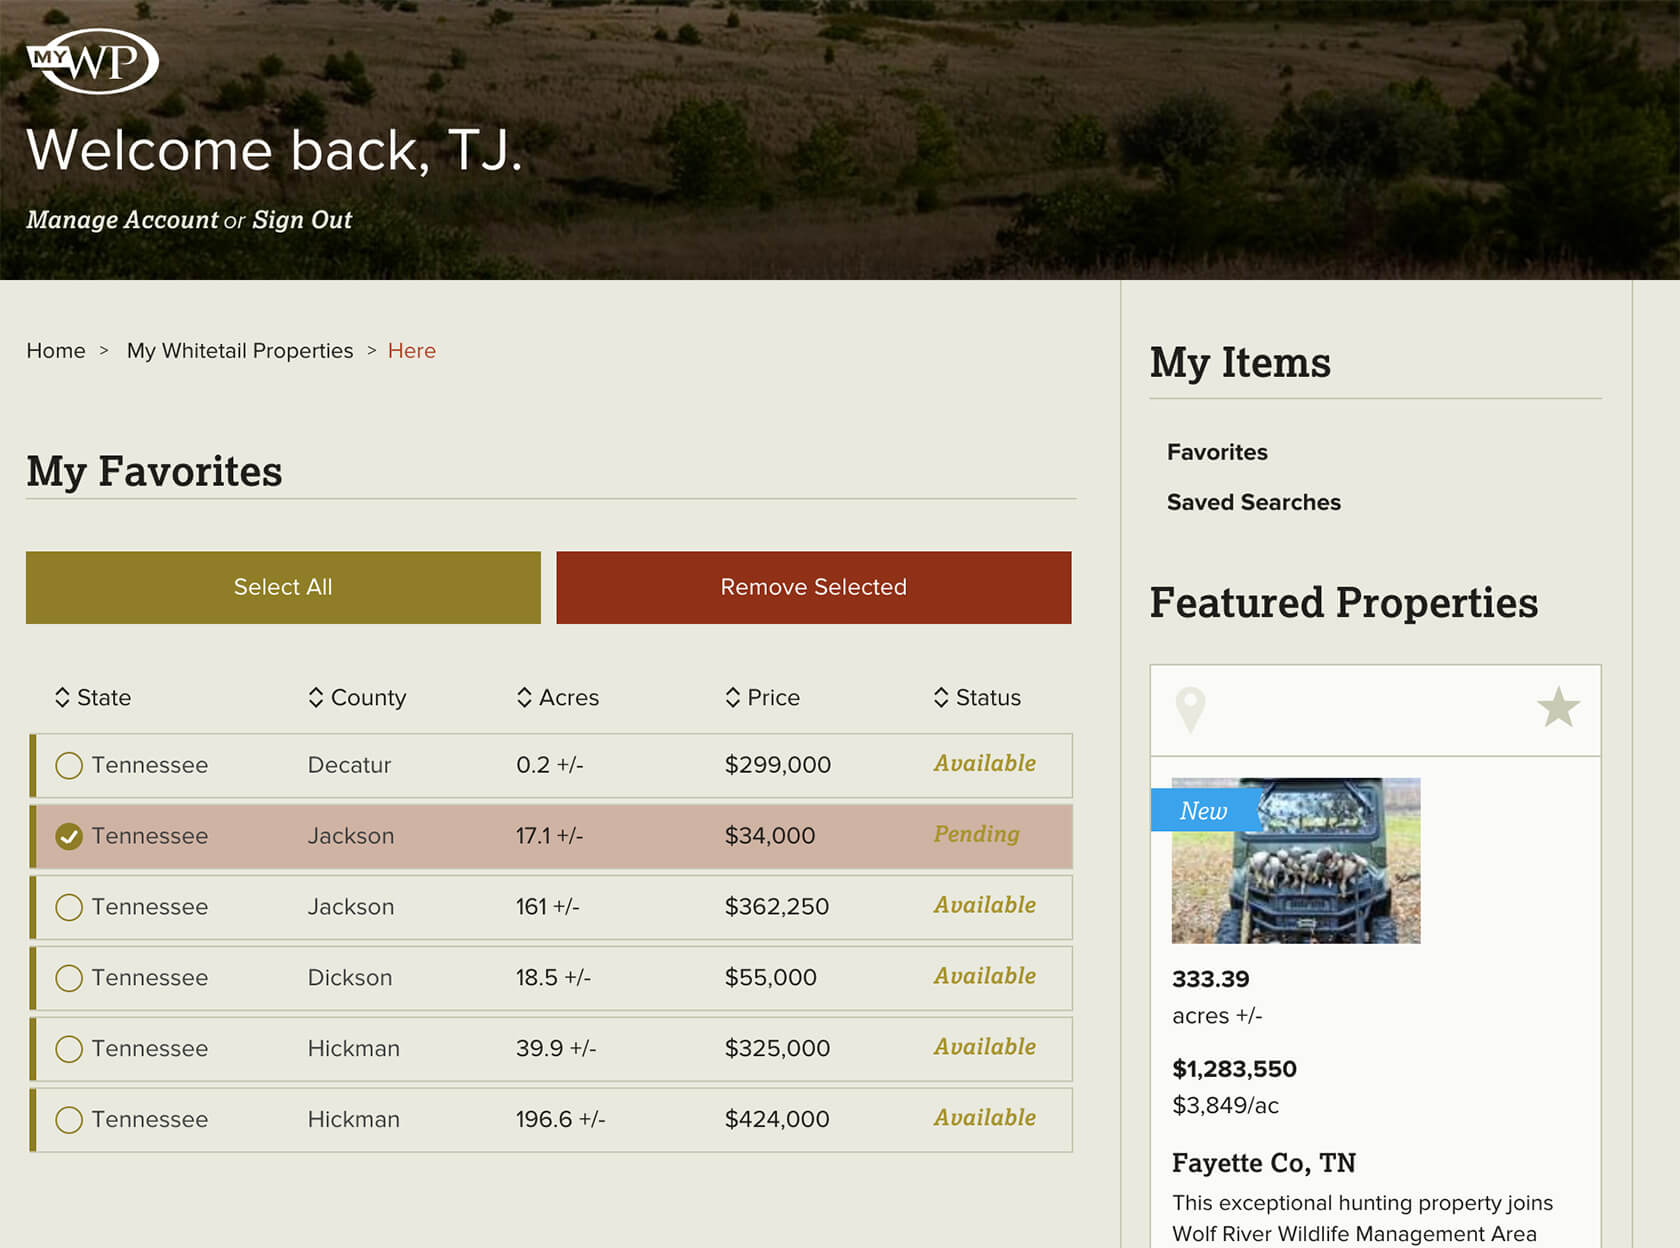 MY WP
Welcome back, TJ.
Manage Account or Sign Out
Home > My Whitetail Properties > Here
My Favorites
Select All
Remove Selected
State County Acres Price Status
Tennessee Decatur 0.2 +/- $299,000 Available
Tennessee Jackson 17.1 +/- $34,000 Pending
Tennessee Jackson 161 +/- $362,250 Available
Tennessee Dickson 18.5 +/- $55,000 Available
Tennessee Hickman 39.9 +/- $325,000 Available
Tennessee Hickman 196.6 +/- $424,000 Available
My Items
Favorites
Saved Searches
Featured Properties
New
333.39
acres +/-
$1,283,550
$3,849/ac
Fayette Co, TN
This exceptional hunting property joins
Wolf River Wildlife Management Area